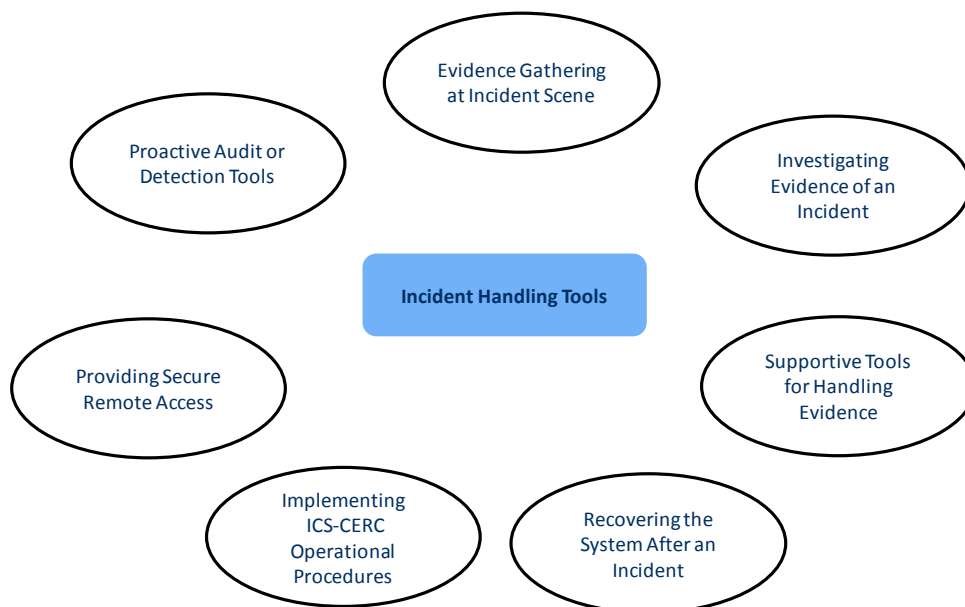 Evidence Gathering
at Incident Scene
Proactive Audit or
Detection Tools
Investigating
Evidence of an
Incident
Incident Handling Tools
Providing Secure
Remote Access
Supportive Tools
for Handling
Evidence
Implementing
ICS-CERC
Operational
Procedures
Recovering the
System After an
Incident